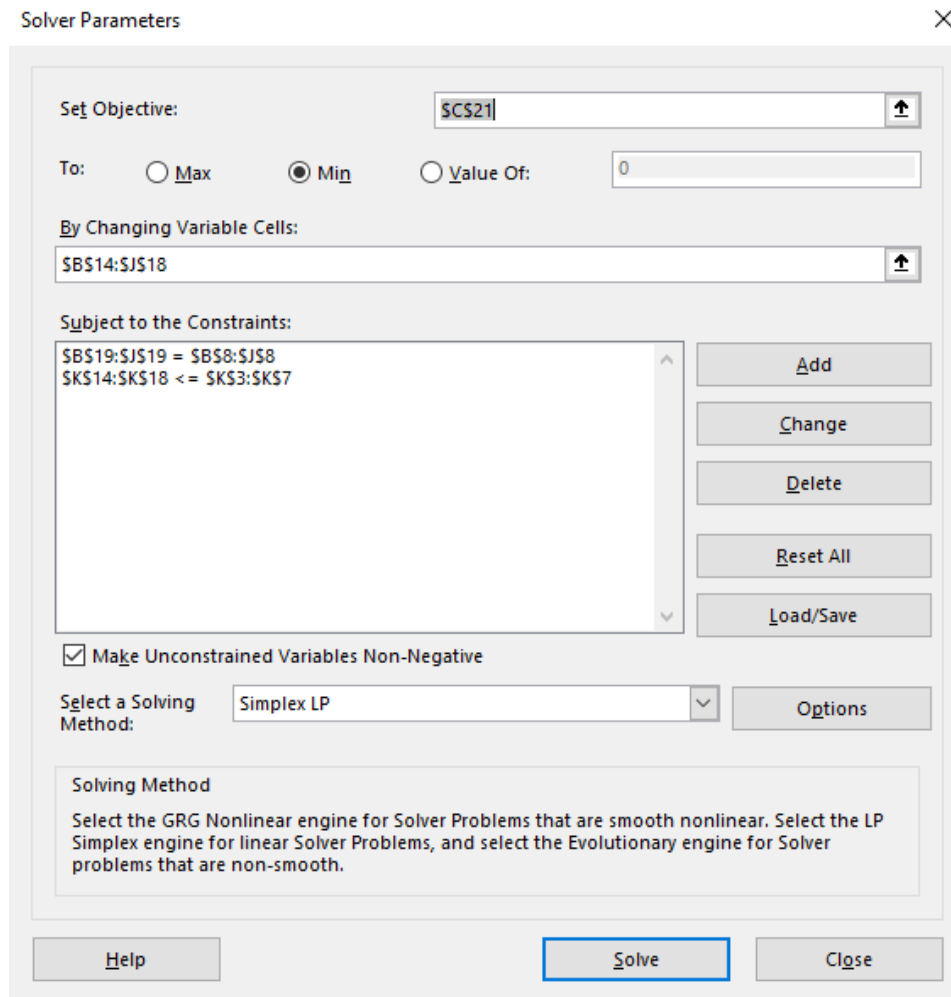 Solver Parameters
Set Objective:
$C$21
To:
Max
Min
Value Of:
0
By Changing Variable Cells:
$B$14:$J$18
Subject to the Constraints:
$B$19:$J$19 = $B$8:$J$8
$K$14:$K$18 <= $K$3:$K$7
Add
Change
Delete
Reset All
Load/Save
Make Unconstrained Variables Non-Negative
Select a Solving
Method:
Simplex LP
Options
Solving Method
Select the GRG Nonlinear engine for Solver Problems that are smooth nonlinear. Select the LP
Simplex engine for linear Solver Problems, and select the Evolutionary engine for Solver
problems that are non-smooth.
Help
Solve
Close